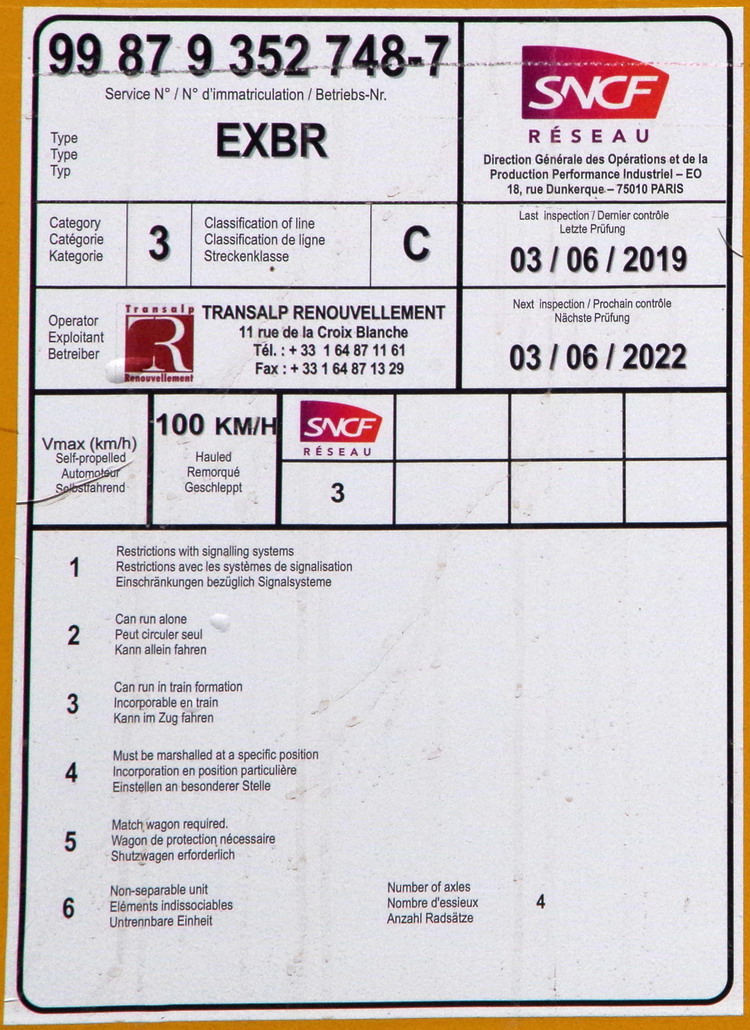 99 87 9 352 748-7
Service N° / N° d'immatriculation / Betriebs-Nr.
Type
Type
Typ
EXBR
SNCF
RÉSEAU
Direction Générale des Opérations et de la
Production Performance Industriel – EO
18, rue Dunkerque – 75010 PARIS
Category
Catégorie
Kategorie
3
Classification of line
Classification de ligne
Streckenklasse
C
Last inspection / Dernier contrôle
Letzte Prüfung
03 / 06 / 2019
Operator
Exploitant
Betreiber
Transalp
R
Renouvellement
TRANSALP RENOUVELLEMENT
11 rue de la Croix Blanche
Tél. : + 33 1 64 87 11 61
Fax : + 33 1 64 87 13 29
Next inspection / Prochain contrôle
Nächste Prüfung
03 / 06 / 2022
Vmax (km/h)
Self-propelled
Automoteur
Selbstfahrend
100 KM/H
Hauled
Remorqué
Geschleppt
SNCF
RÉSEAU
3
1
Restrictions with signalling systems
Restrictions avec les systèmes de signalisation
Einschränkungen bezüglich Signalsysteme
2
Can run alone
Peut circuler seul
Kann allein fahren
3
Can run in train formation
Incorporable en train
Kann im Zug fahren
4
Must be marshalled at a specific position
Incorporation en position particulière
Einstellen an besonderer Stelle
5
Match wagon required.
Wagon de protection nécessaire
Shutzwagen erforderlich
6
Non-separable unit
Eléments indissociables
Untrennbare Einheit
Number of axles
Nombre d'essieux
Anzahl Radsätze
4